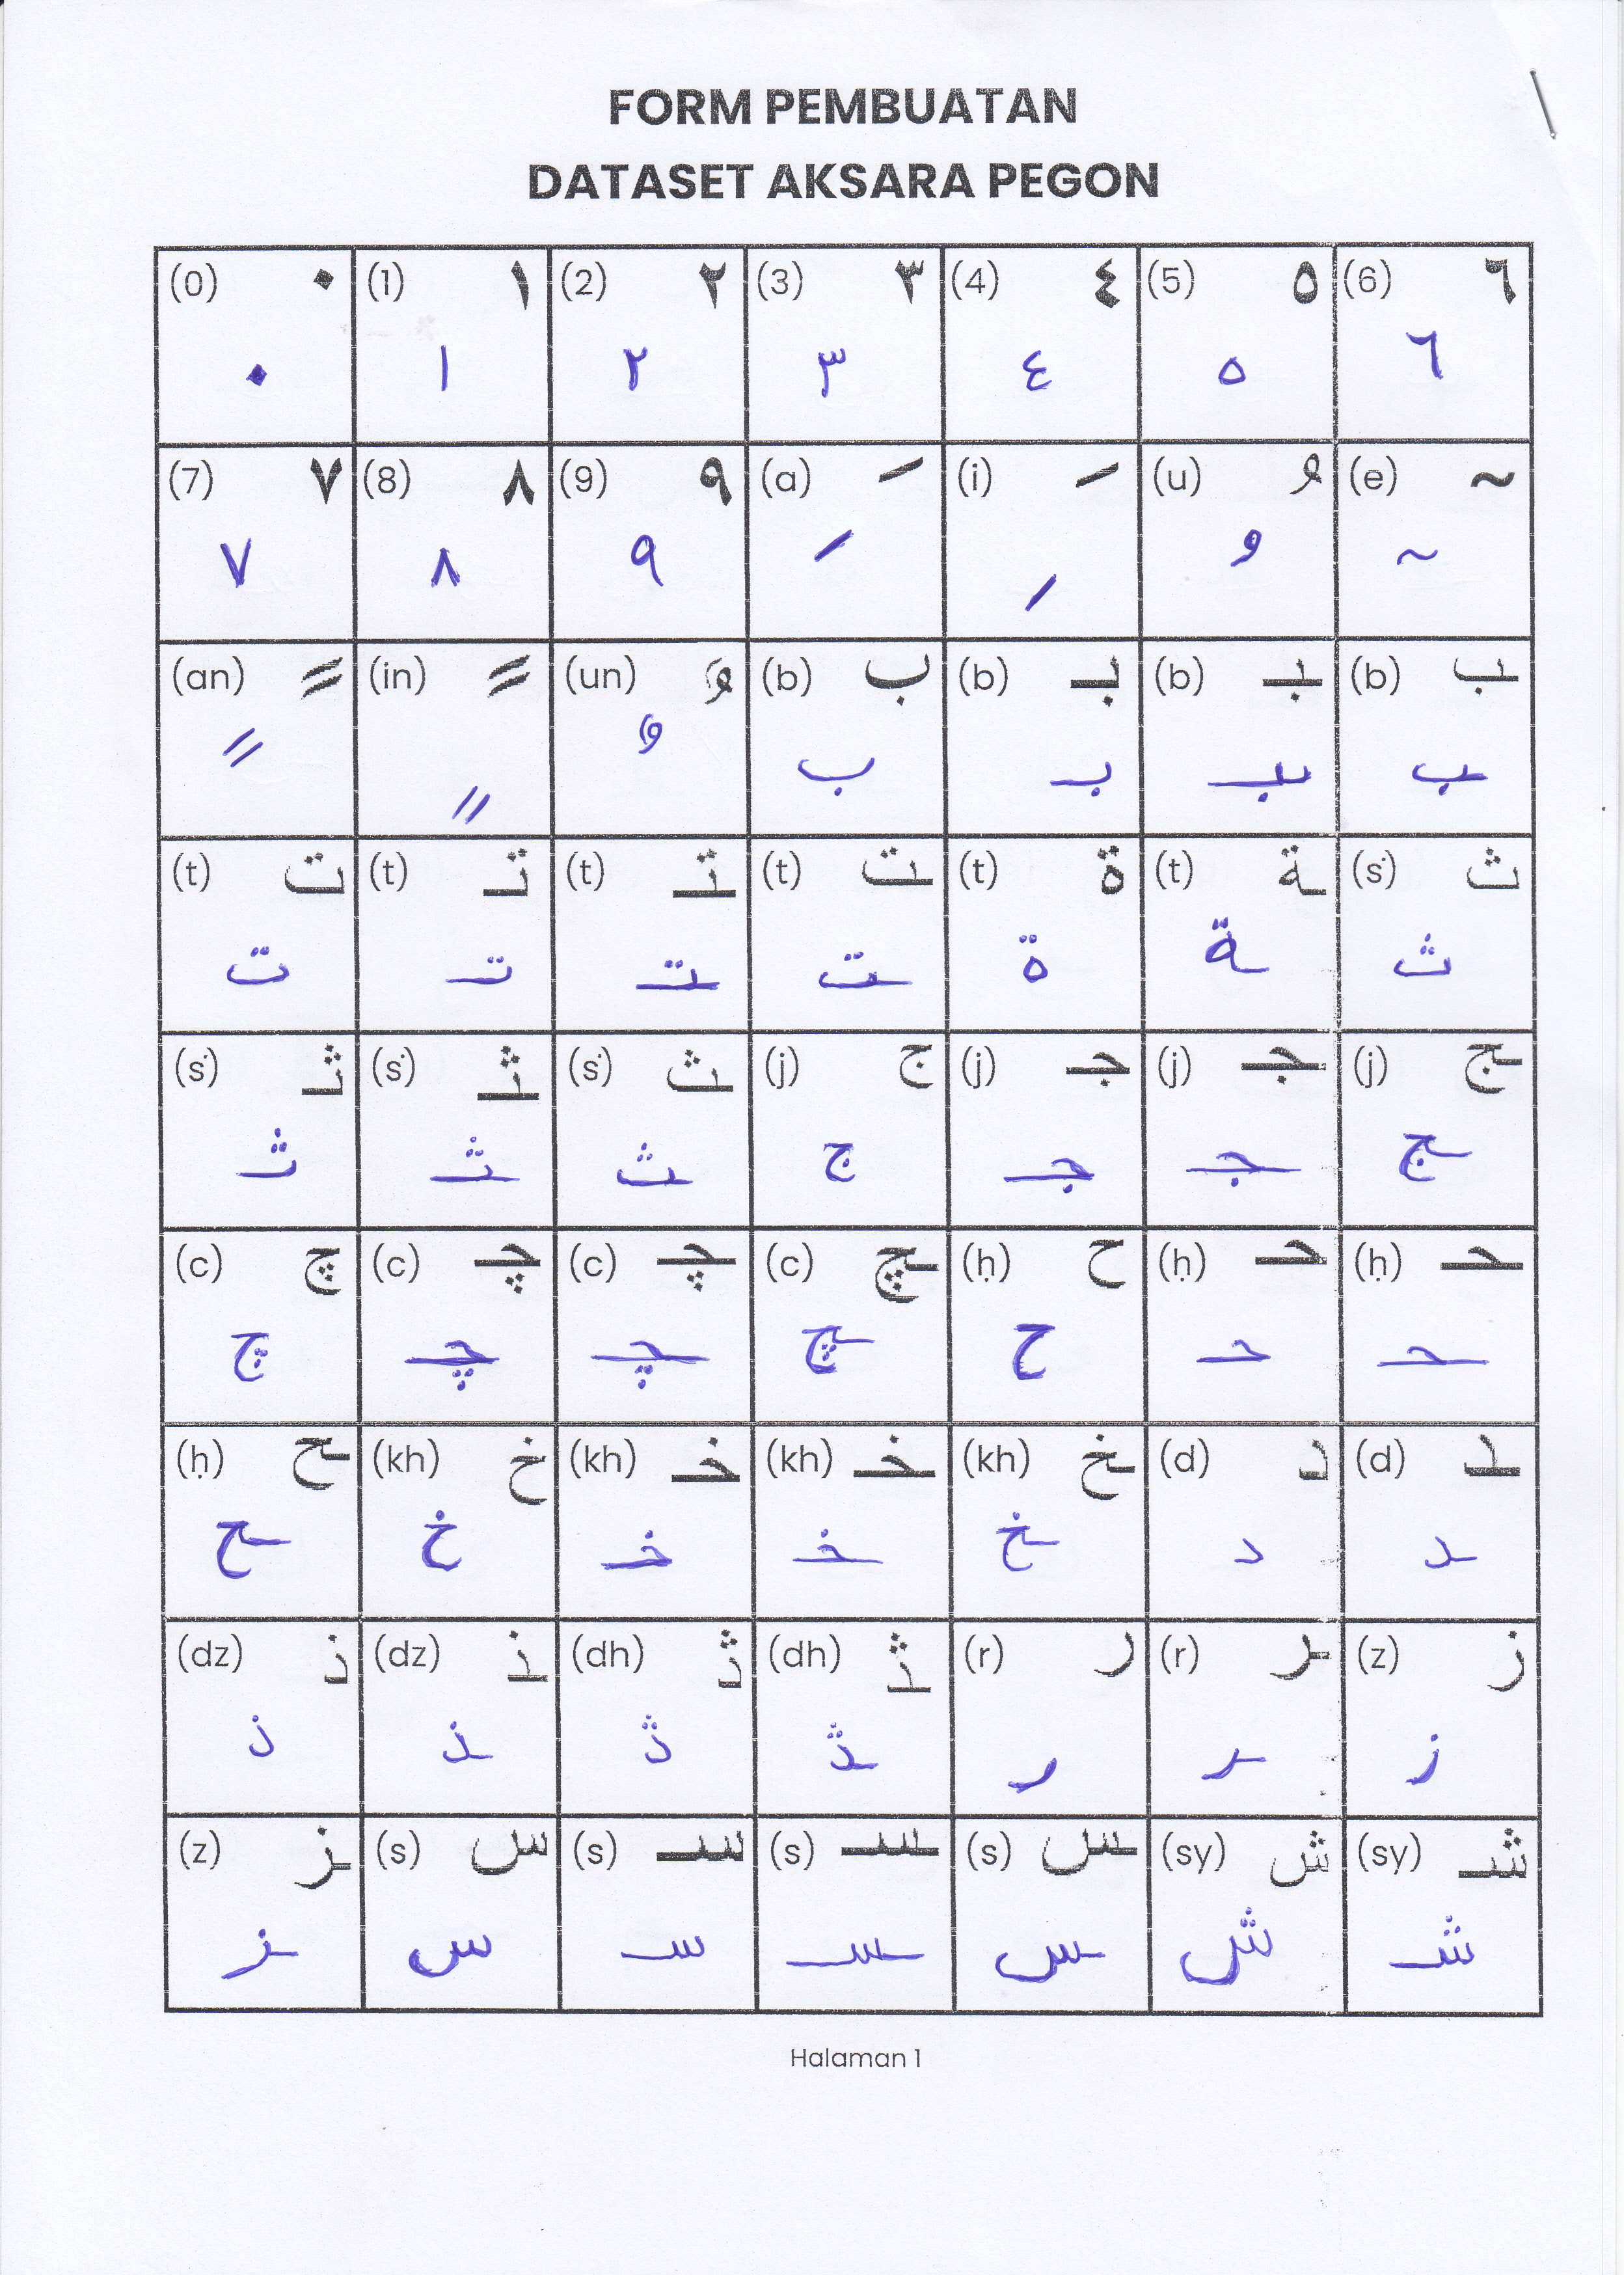 FORM PEMBUATAN
DATASET AKSARA PEGON
(0) ٠ (1) ١ (2) ٢ (3) ٣ (4) ٤ (5) ٥ (6) ٦
٠ ١ ٢ ٣ ٤ ٥ ٦
(7) ٧ (8) ٨ (9) ٩ (a) ـَ (i) ـَ (u) ـُ (e) ~
٧ ٨ ٩ ـَ ـِ ـُ ~
(an) ـً (in) ـً (un) ـٌ (b) ب (b) بـ (b) ـبـ (b) ـب
ـً ـٍ ـٌ ب بـ ـبـ ـب
(t) ت (t) تـ (t) ـتـ (t) ـت (t) ة (t) ـة (ṡ) ث
ت تـ ـتـ ـت ة ـة ث
(ṡ) ثـ (ṡ) ـثـ (ṡ) ـث (j) ج (j) جـ (j) ـجـ (j) ـج
ثـ ـثـ ـث ج جـ ـجـ ـج
(c) چ (c) چـ (c) ـچـ (c) ـچ (ḥ) ح (ḥ) حـ (ḥ) ـحـ
چ چـ ـچـ ـچ ح حـ ـحـ
(ḥ) ـح (kh) خ (kh) خـ (kh) ـخـ (kh) ـخ (d) د (d) ـد
ـح خ خـ ـخـ ـخ د ـد
(dz) ذ (dz) ـذ (dh) ڎ (dh) ـڎ (r) ر (r) ـر (z) ز
ذ ـذ ڎ ـڎ ر ـر ز
(z) ـز (s) س (s) سـ (s) ـسـ (s) ـس (sy) ش (sy) شـ
ـز س سـ ـسـ ـس ش شـ
Halaman 1